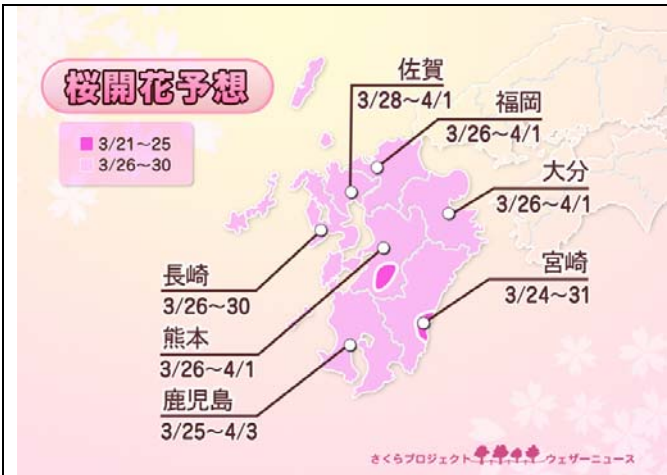 桜開花予想
3/21～25
3/26～30
佐賀
3/28～4/1
福岡
3/26～4/1
大分
3/26～4/1
宮崎
3/24～31
長崎
3/26～30
熊本
3/26～4/1
鹿児島
3/25～4/3
さくらプロジェクト ウェザーニュース